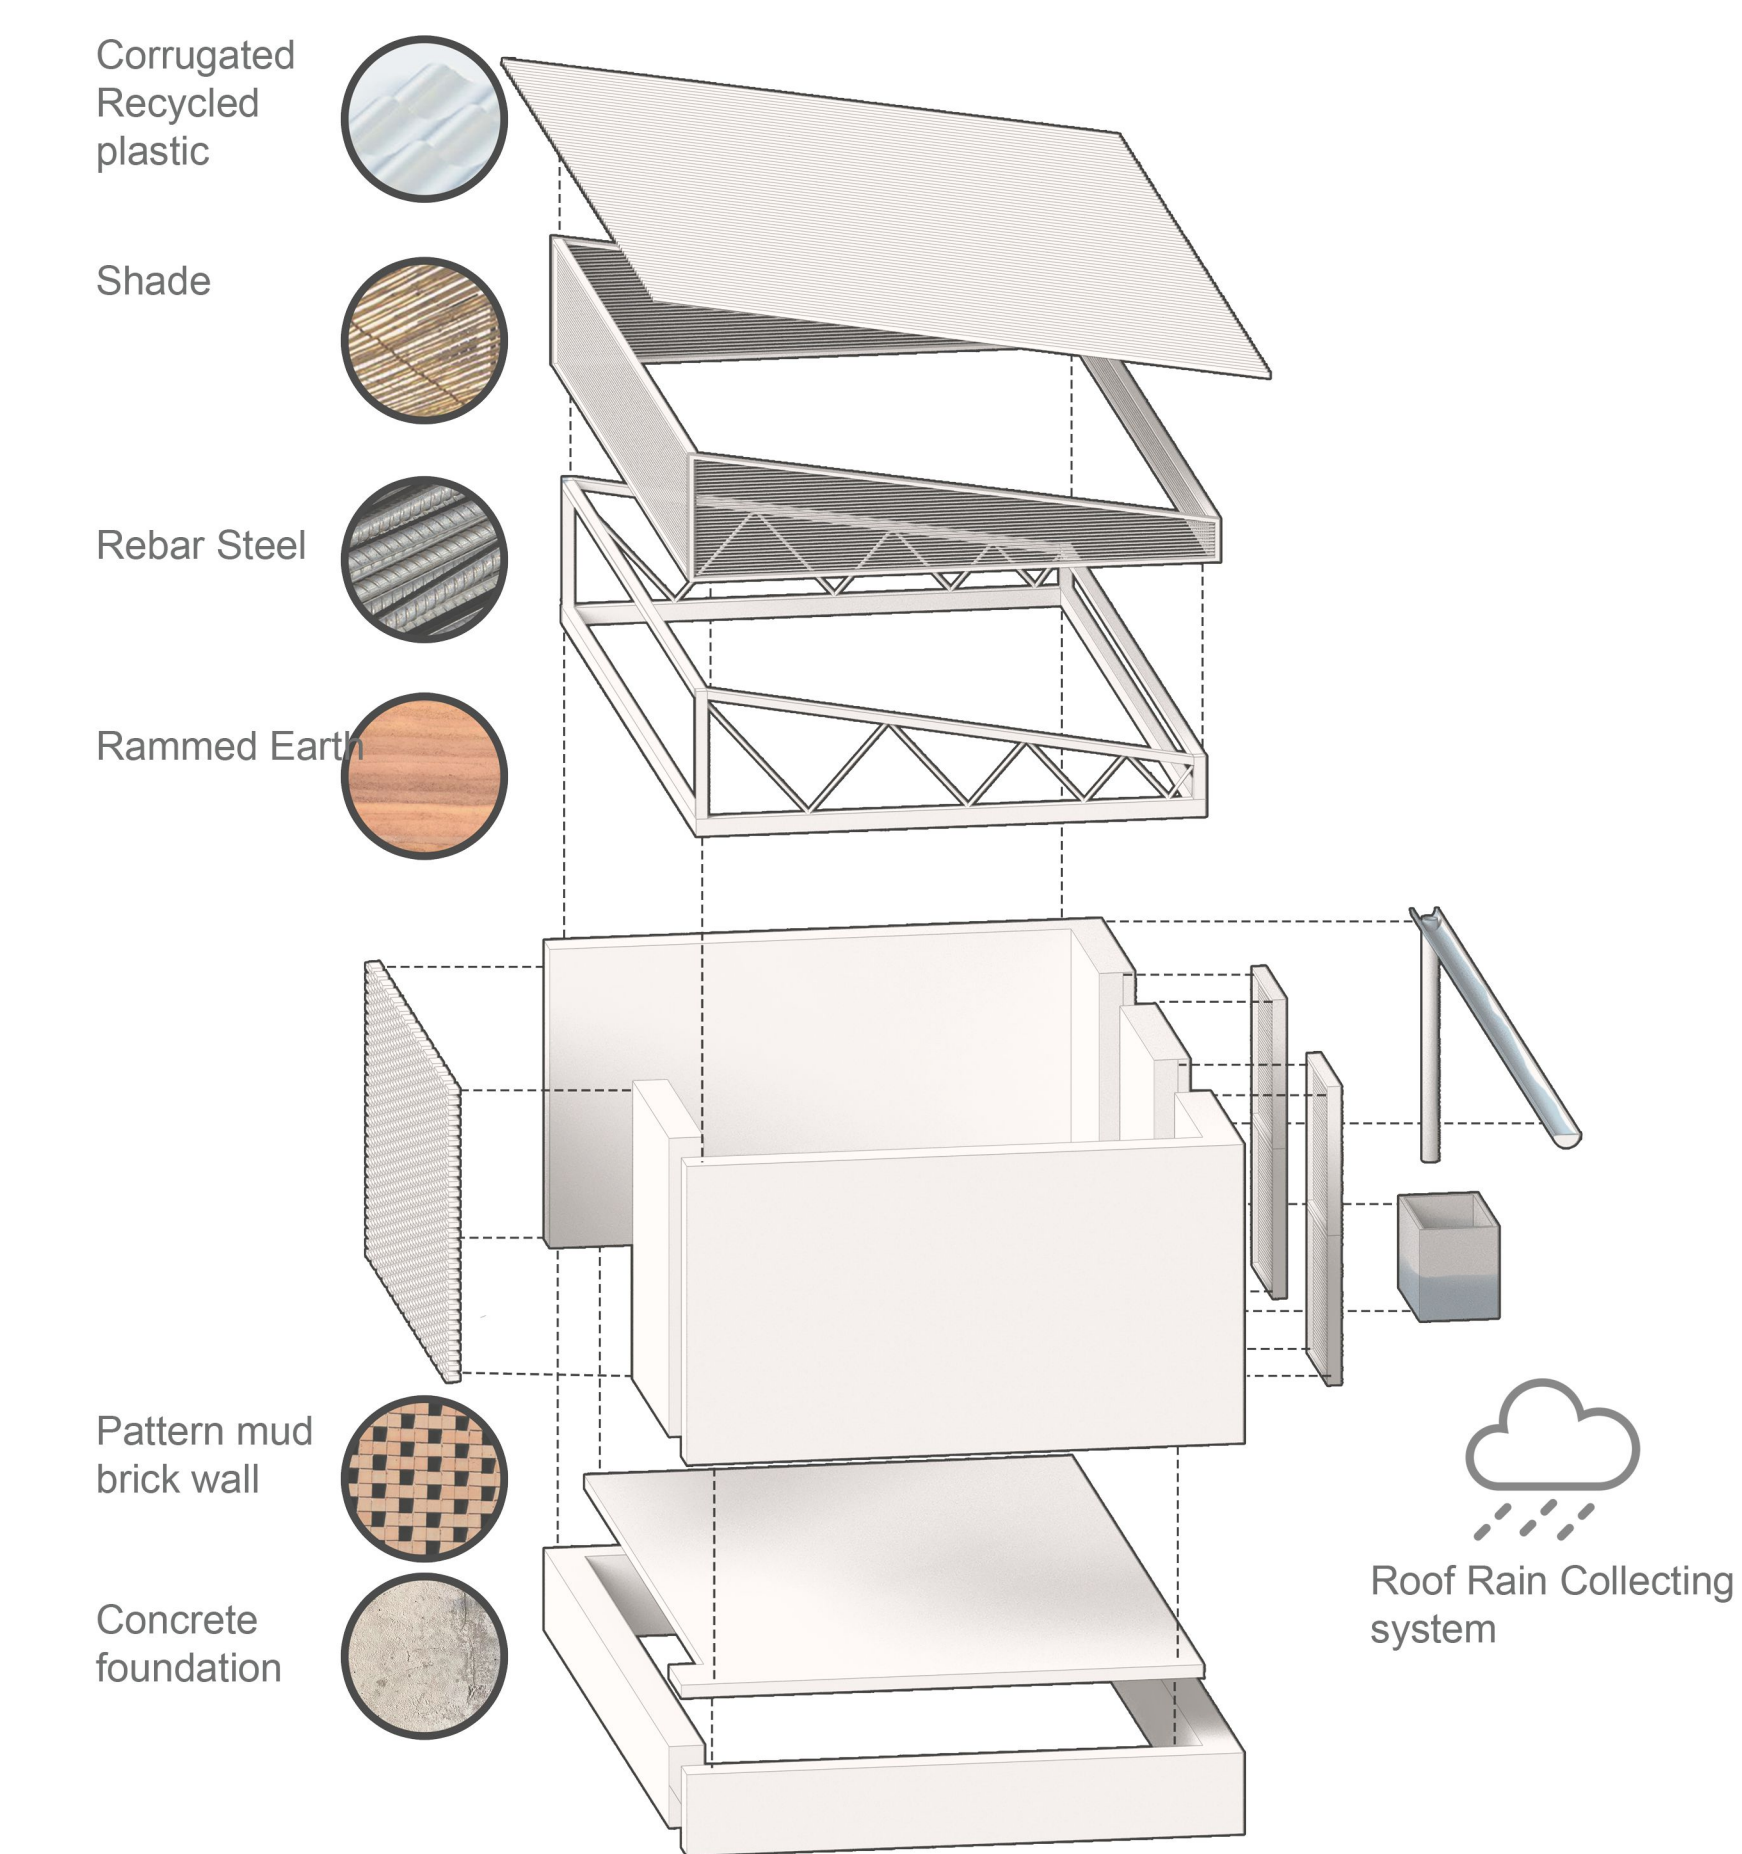 Corrugated
Recycled
plastic
Shade
Rebar Steel
Rammed Earth
Pattern mud
brick wall
Concrete
foundation
Roof Rain Collecting
system